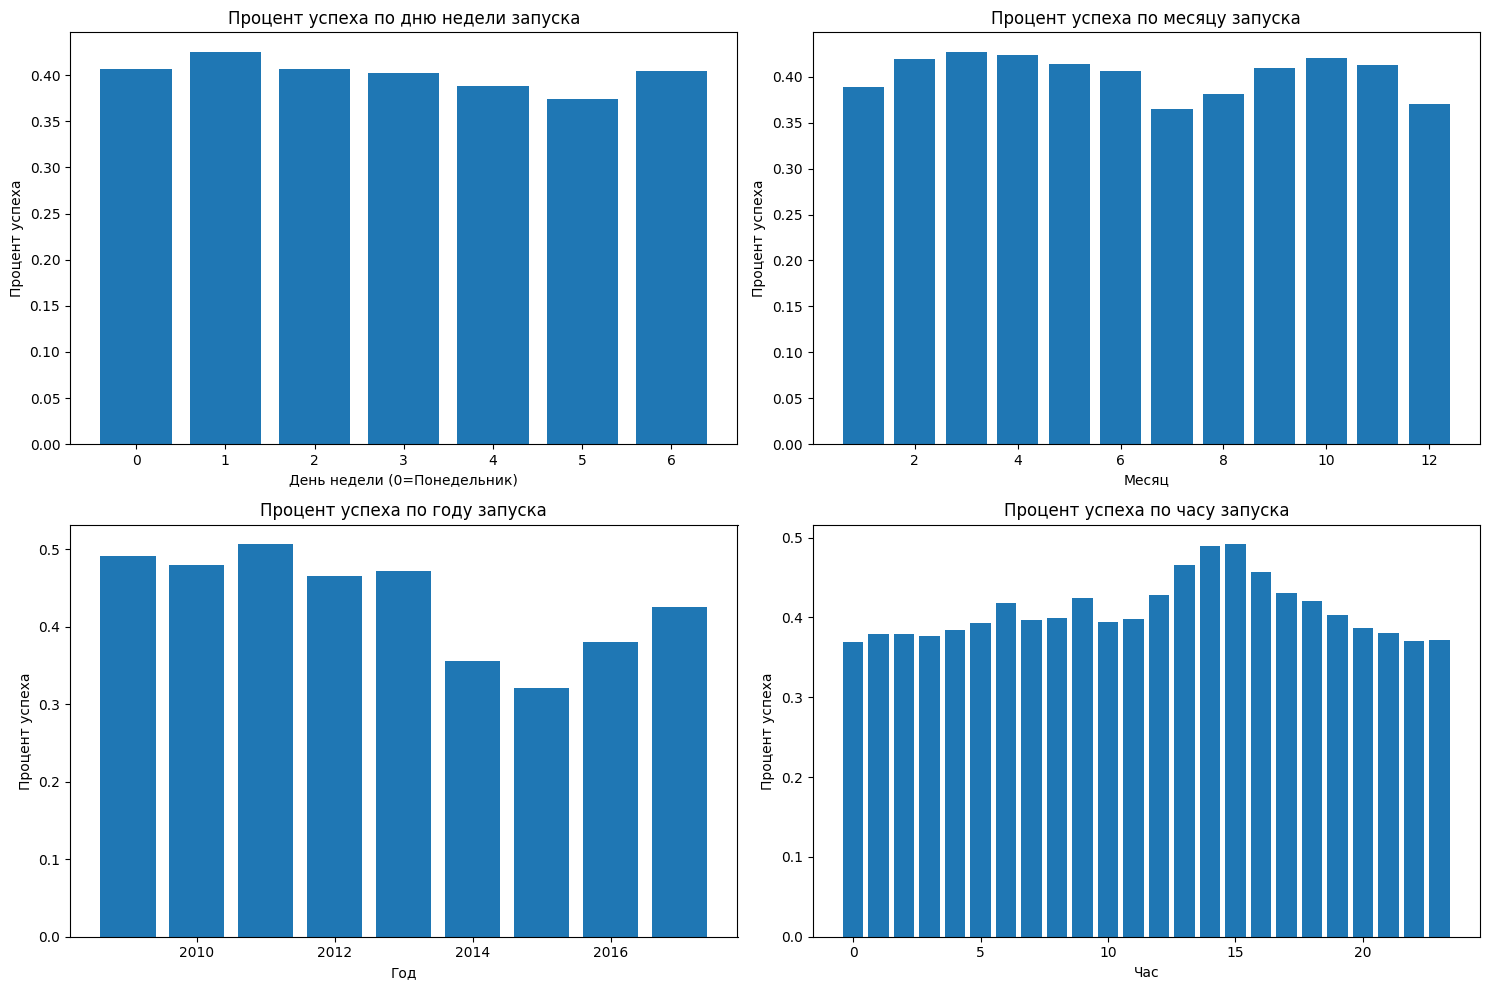 Процент успеха по дню недели запуска
Процент успеха
0.40
0.35
0.30
0.25
0.20
0.15
0.10
0.05
0.00
0 1 2 3 4 5 6
День недели (0=Понедельник)
Процент успеха по месяцу запуска
Процент успеха
0.40
0.35
0.30
0.25
0.20
0.15
0.10
0.05
0.00
2 4 6 8 10 12
Месяц
Процент успеха по году запуска
Процент успеха
0.5
0.4
0.3
0.2
0.1
0.0
2010 2012 2014 2016
Год
Процент успеха по часу запуска
Процент успеха
0.5
0.4
0.3
0.2
0.1
0.0
0 5 10 15 20
Час